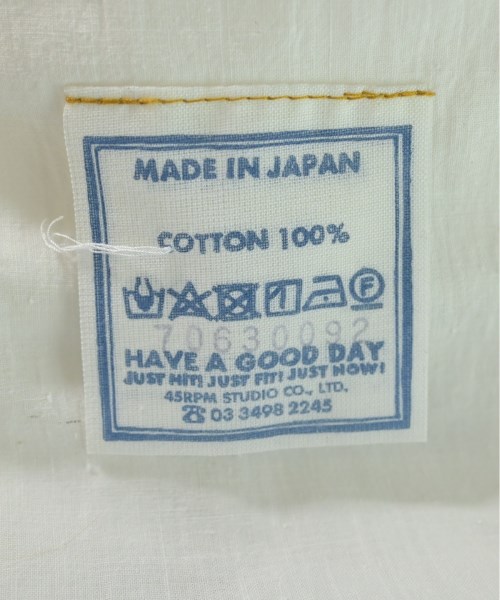 MADE IN JAPAN
COTTON 100%
F
70630092
HAVE A GOOD DAY
JUST HIT! JUST FIT! JUST NOW!
45RPM STUDIO CO., LTD.
☎ 03 3498 2245